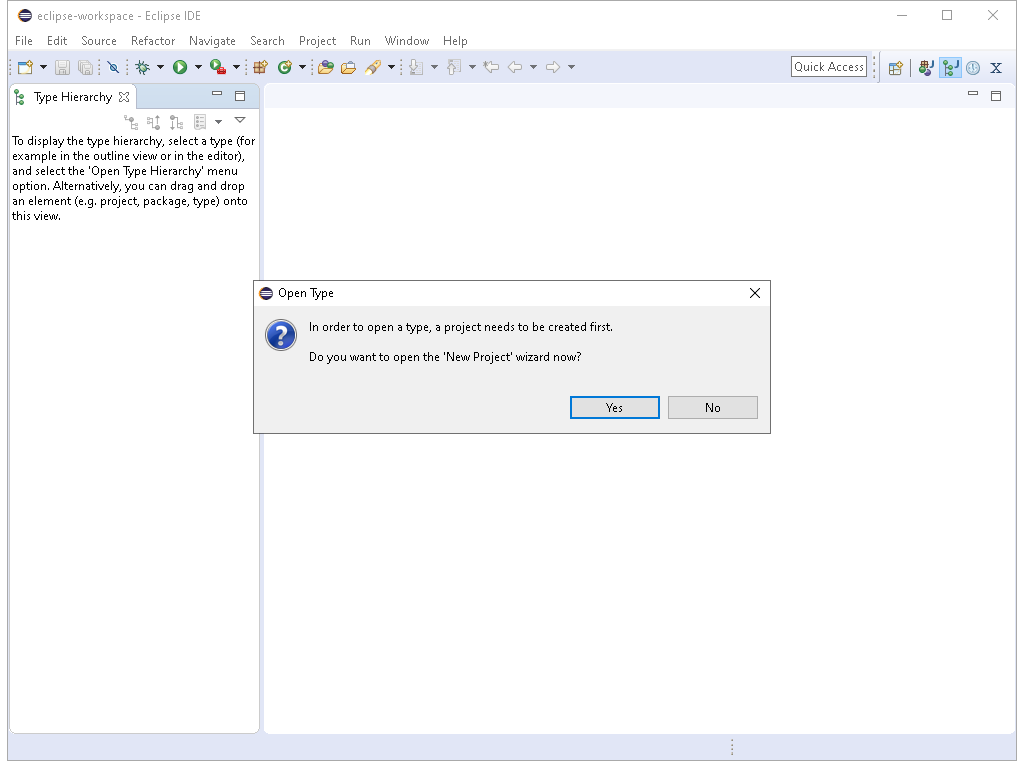 eclipse-workspace - Eclipse IDE
File Edit Source Refactor Navigate Search Project Run Window Help
Quick Access
Type Hierarchy
To display the type hierarchy, select a type (for
example in the outline view or in the editor),
and select the 'Open Type Hierarchy' menu
option. Alternatively, you can drag and drop
an element (e.g. project, package, type) onto
this view.
Open Type
In order to open a type, a project needs to be created first.
Do you want to open the 'New Project' wizard now?
Yes No